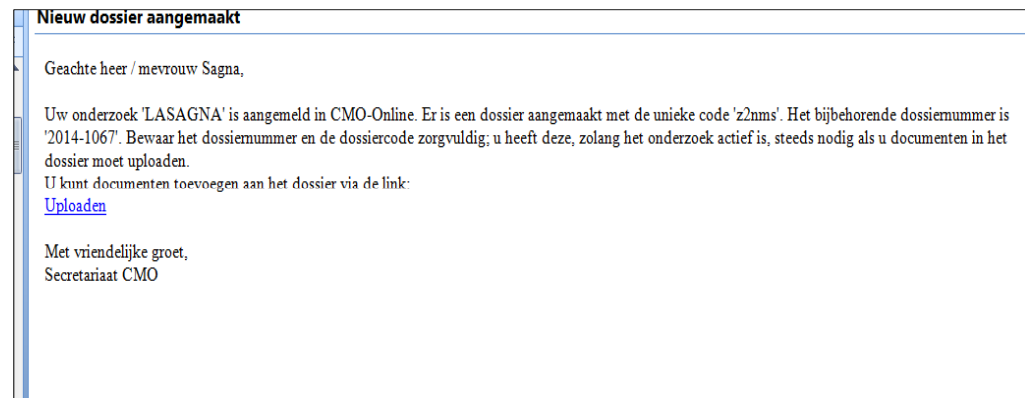 Nieuw dossier aangemaakt
Geachte heer / mevrouw Sagna,
Uw onderzoek 'LASAGNA' is aangemeld in CMO-Online. Er is een dossier aangemaakt met de unieke code 'z2nms'. Het bijbehorende dossiernummer is
'2014-1067'. Bewaar het dossiernummer en de dossiercode zorgvuldig; u heeft deze, zolang het onderzoek actief is, steeds nodig als u documenten in het
dossier moet uploaden.
U kunt documenten toevoegen aan het dossier via de link:
Uploaden
Met vriendelijke groet,
Secretariaat CMO